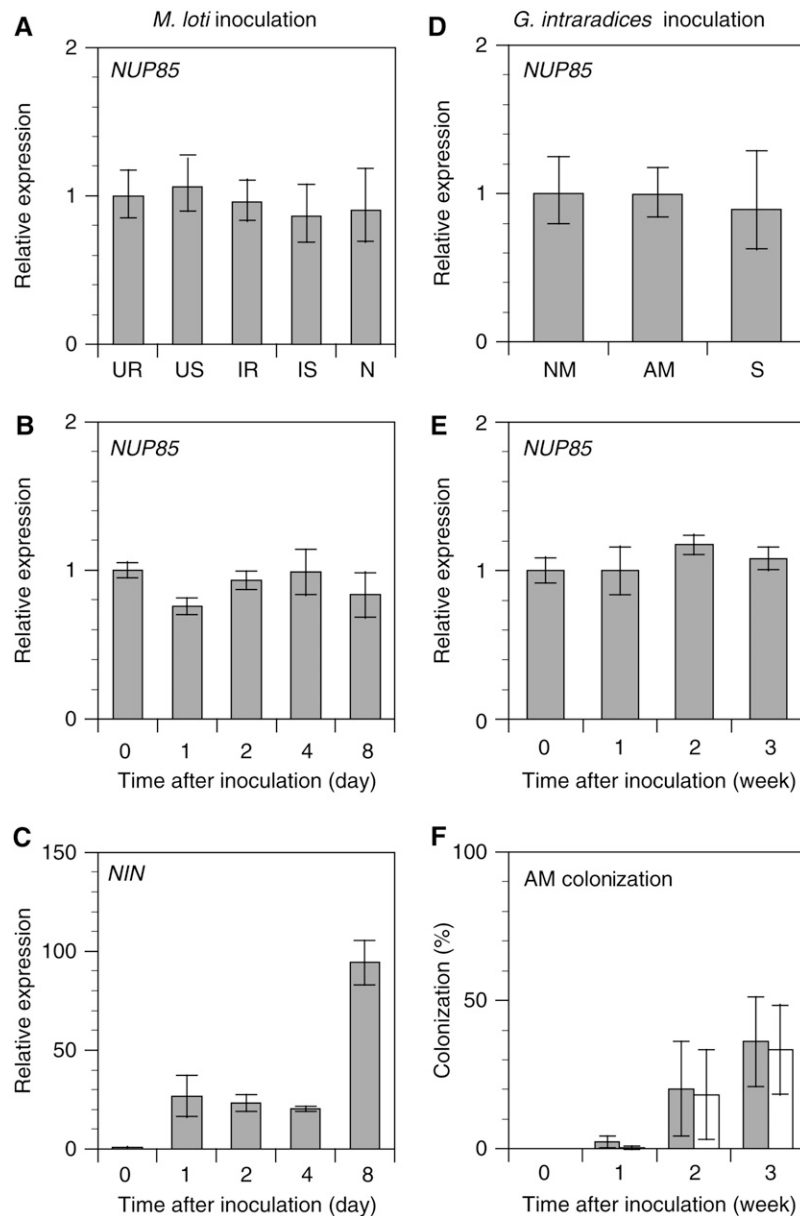 A
M. loti inoculation
NUP85
Relative expression
2
1
0
UR US IR IS N
B
NUP85
Relative expression
2
1
0
0 1 2 4 8
Time after inoculation (day)
C
NIN
Relative expression
150
100
50
0
0 1 2 4 8
Time after inoculation (day)
D
G. intraradices inoculation
NUP85
Relative expression
2
1
0
NM AM S
E
NUP85
Relative expression
2
1
0
0 1 2 3
Time after inoculation (week)
F
AM colonization
Colonization (%)
100
50
0
0 1 2 3
Time after inoculation (week)